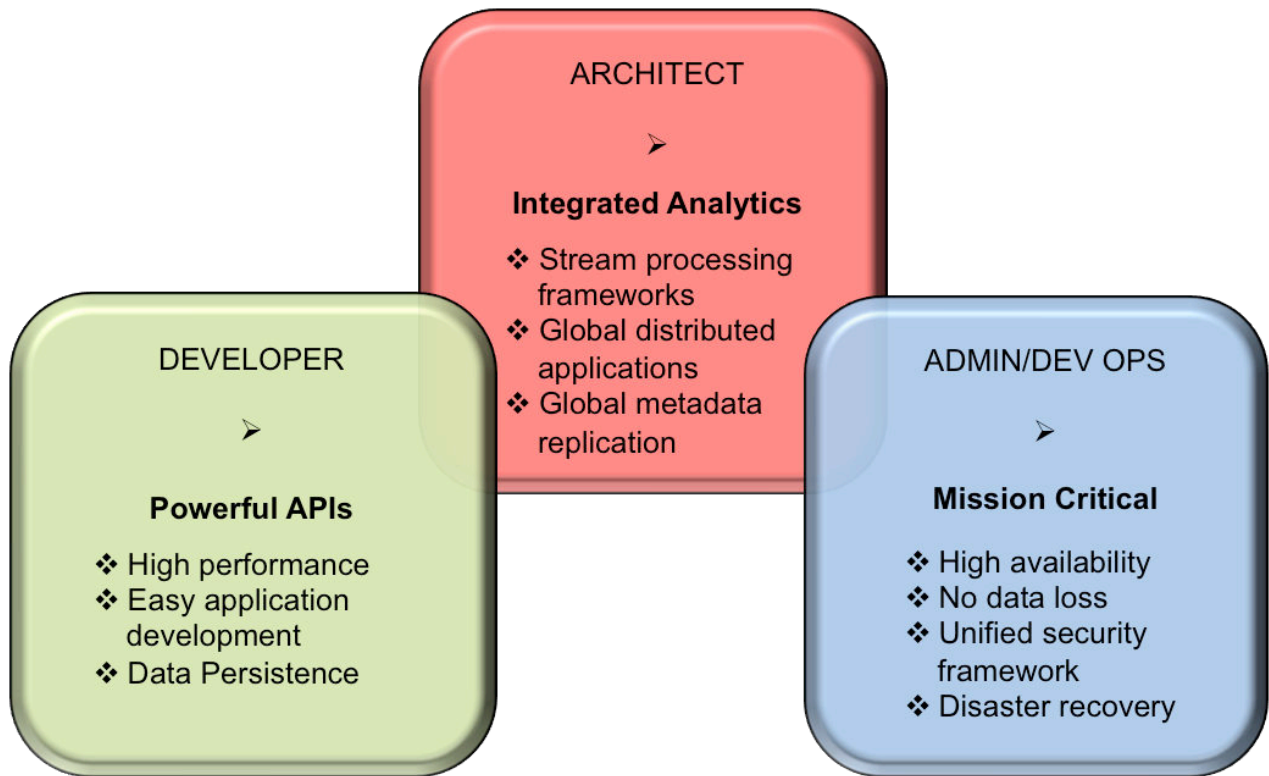 ARCHITECT
➢
Integrated Analytics
❖ Stream processing
frameworks
❖ Global distributed
applications
❖ Global metadada
replication
DEVELOPER
➢
Powerful APIs
❖ High performance
❖ Easy application
development
❖ Data Persistence
ADMIN/DEV OPS
➢
Mission Critical
❖ High availability
❖ No data loss
❖ Unified security
framework
❖ Disaster recovery